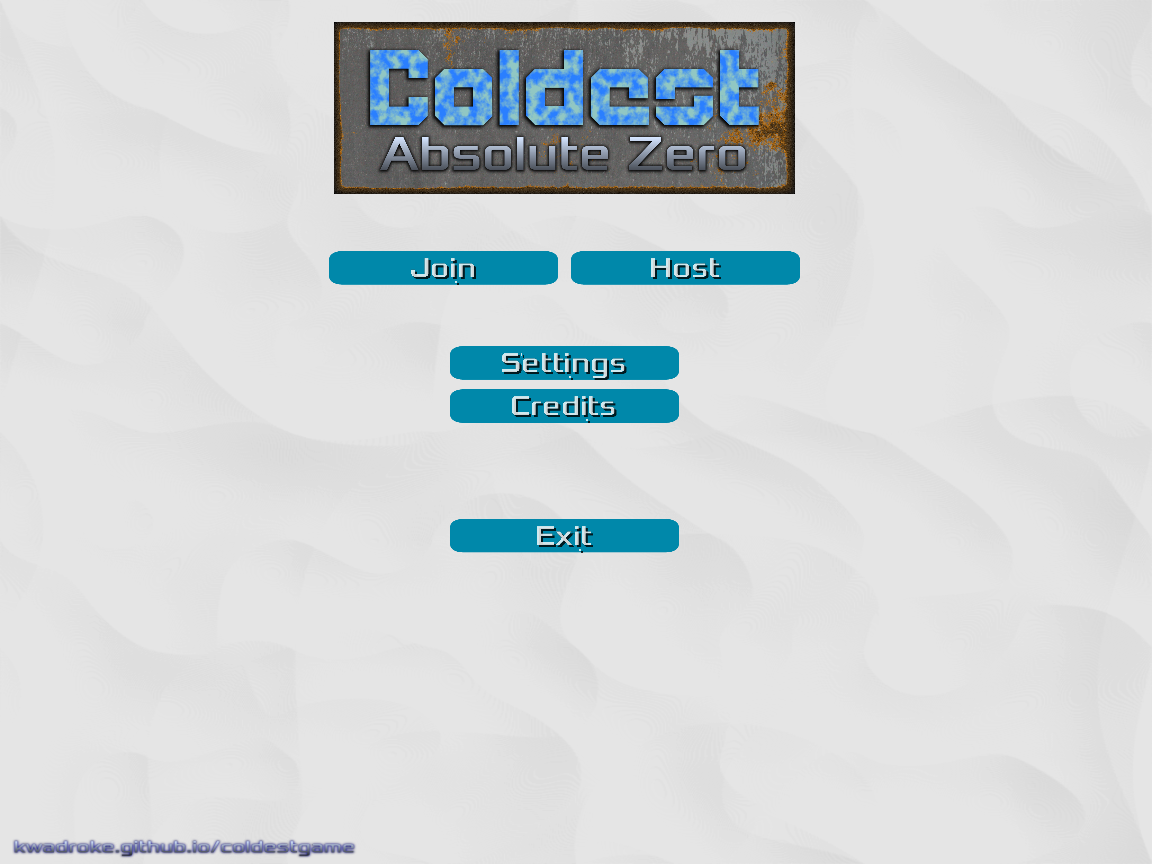 Coldest
Absolute Zero
Join Host
Settings
Credits
Exit
kwadroke.github.io/coldestgame